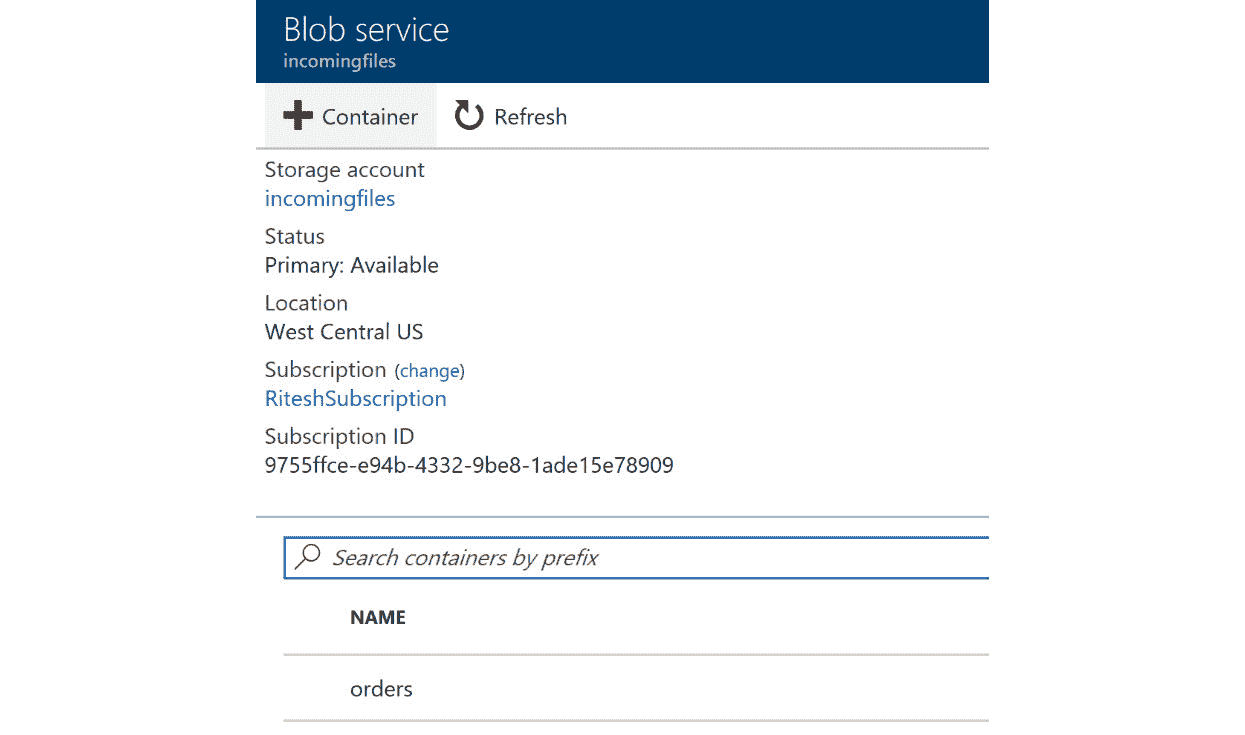 Blob service
incomingfiles
Container Refresh
Storage account
incomingfiles
Status
Primary: Available
Location
West Central US
Subscription (change)
RiteshSubscription
Subscription ID
9755ffce-e94b-4332-9be8-1ade15e78909
Search containers by prefix
NAME
orders